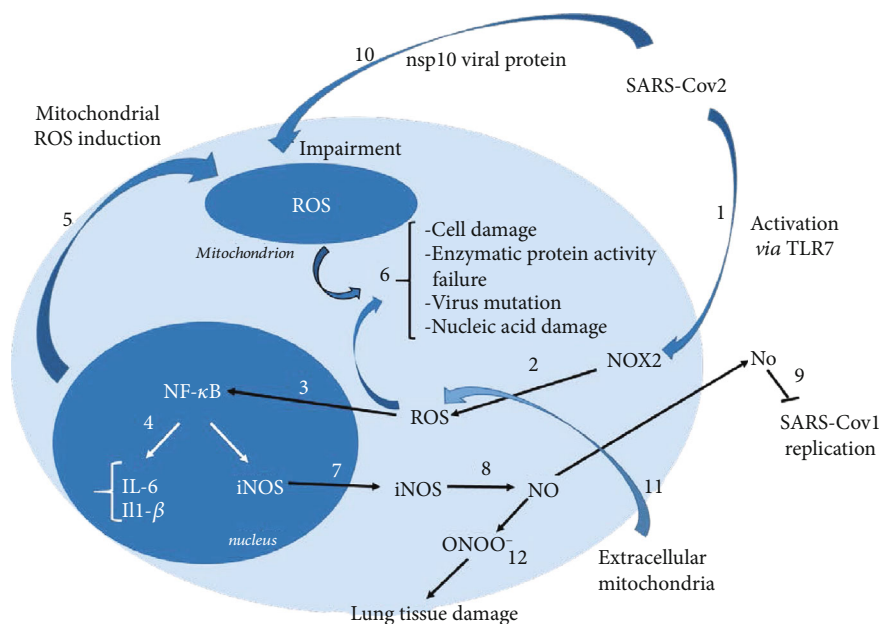 10
nsp10 viral protein
SARS-Cov2
Mitochondrial
ROS induction
Impairment
5
ROS
1
Activation
via TLR7
Mitochondrion
6
-Cell damage
-Enzymatic protein activity
failure
-Virus mutation
-Nucleic acid damage
NOX2
2
No
9
NF-κB
3
ROS
SARS-Cov1
replication
4
IL-6
Il1-β
iNOS
7
iNOS
8
NO
11
nucleus
ONOO⁻
12
Extracellular
mitochondria
Lung tissue damage